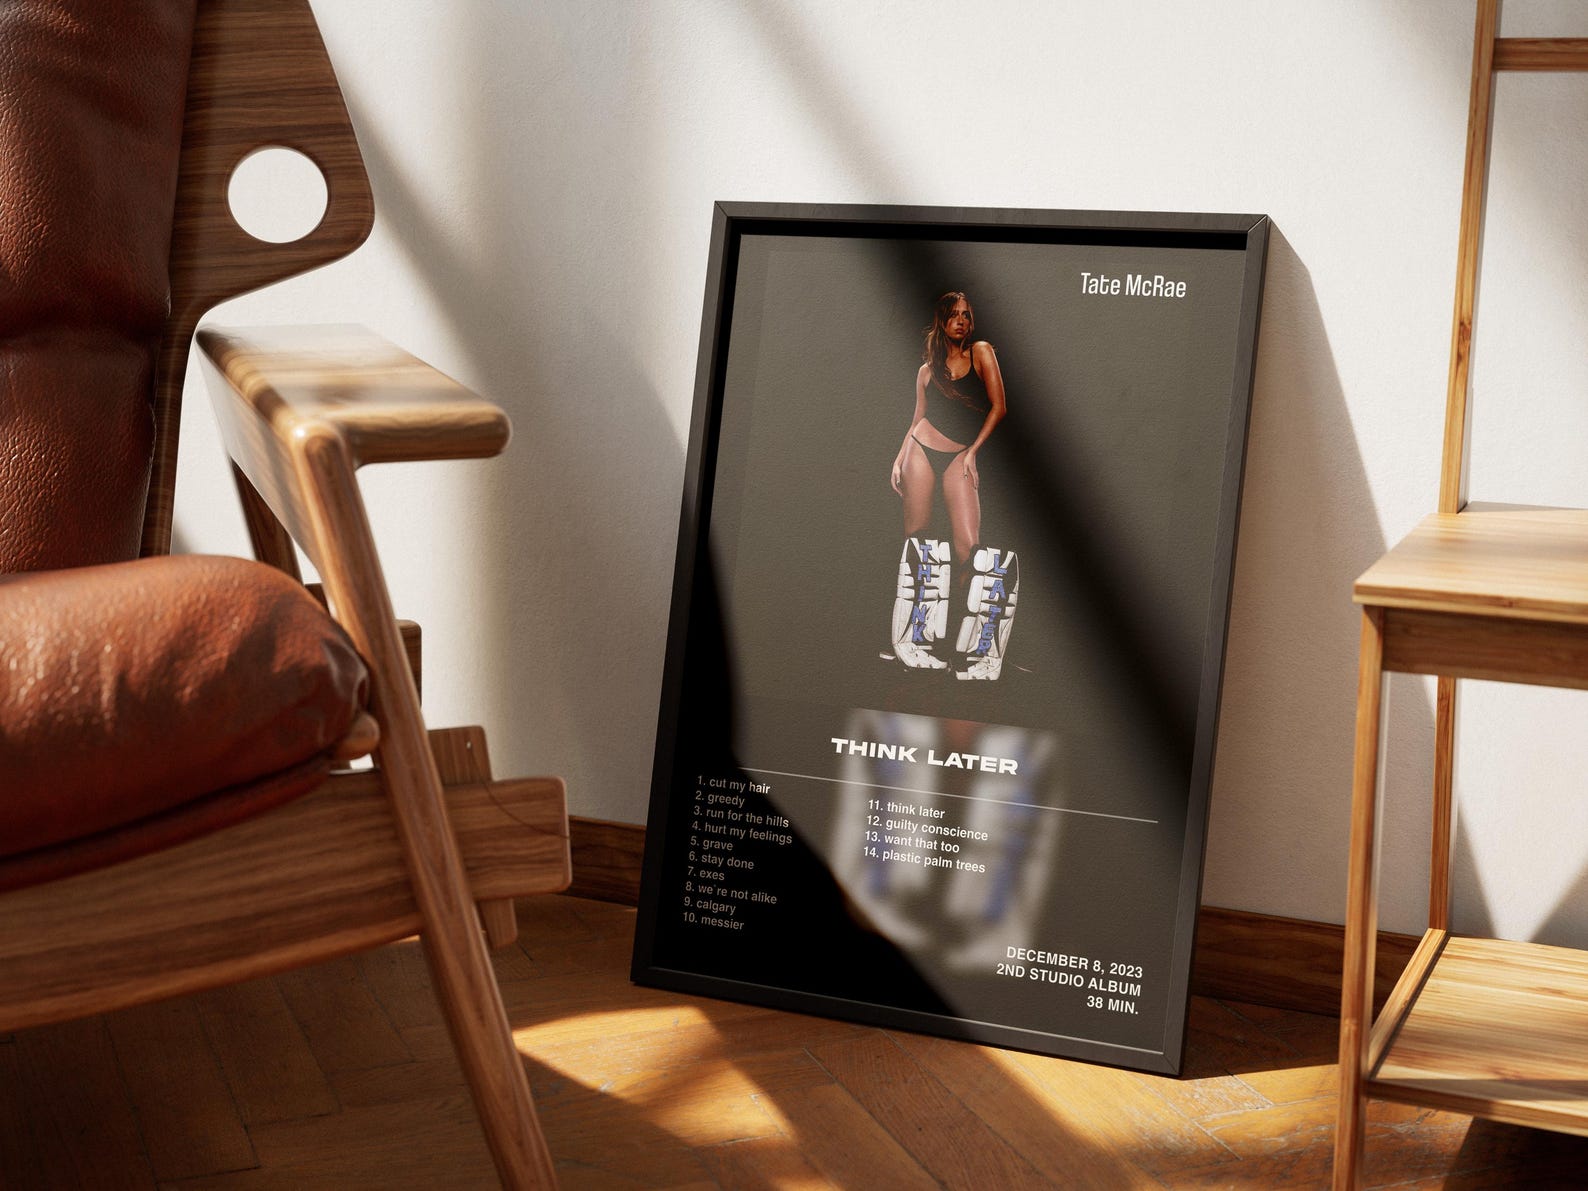 Tate McRae
THINK
LATER
THINK LATER
1. cut my hair
2. greedy
3. run for the hills
4. hurt my feelings
5. grave
6. stay done
7. exes
8. we're not alike
9. calgary
10. messier
11. think later
12. guilty conscience
13. want that too
14. plastic palm trees
DECEMBER 8, 2023
2ND STUDIO ALBUM
38 MIN.